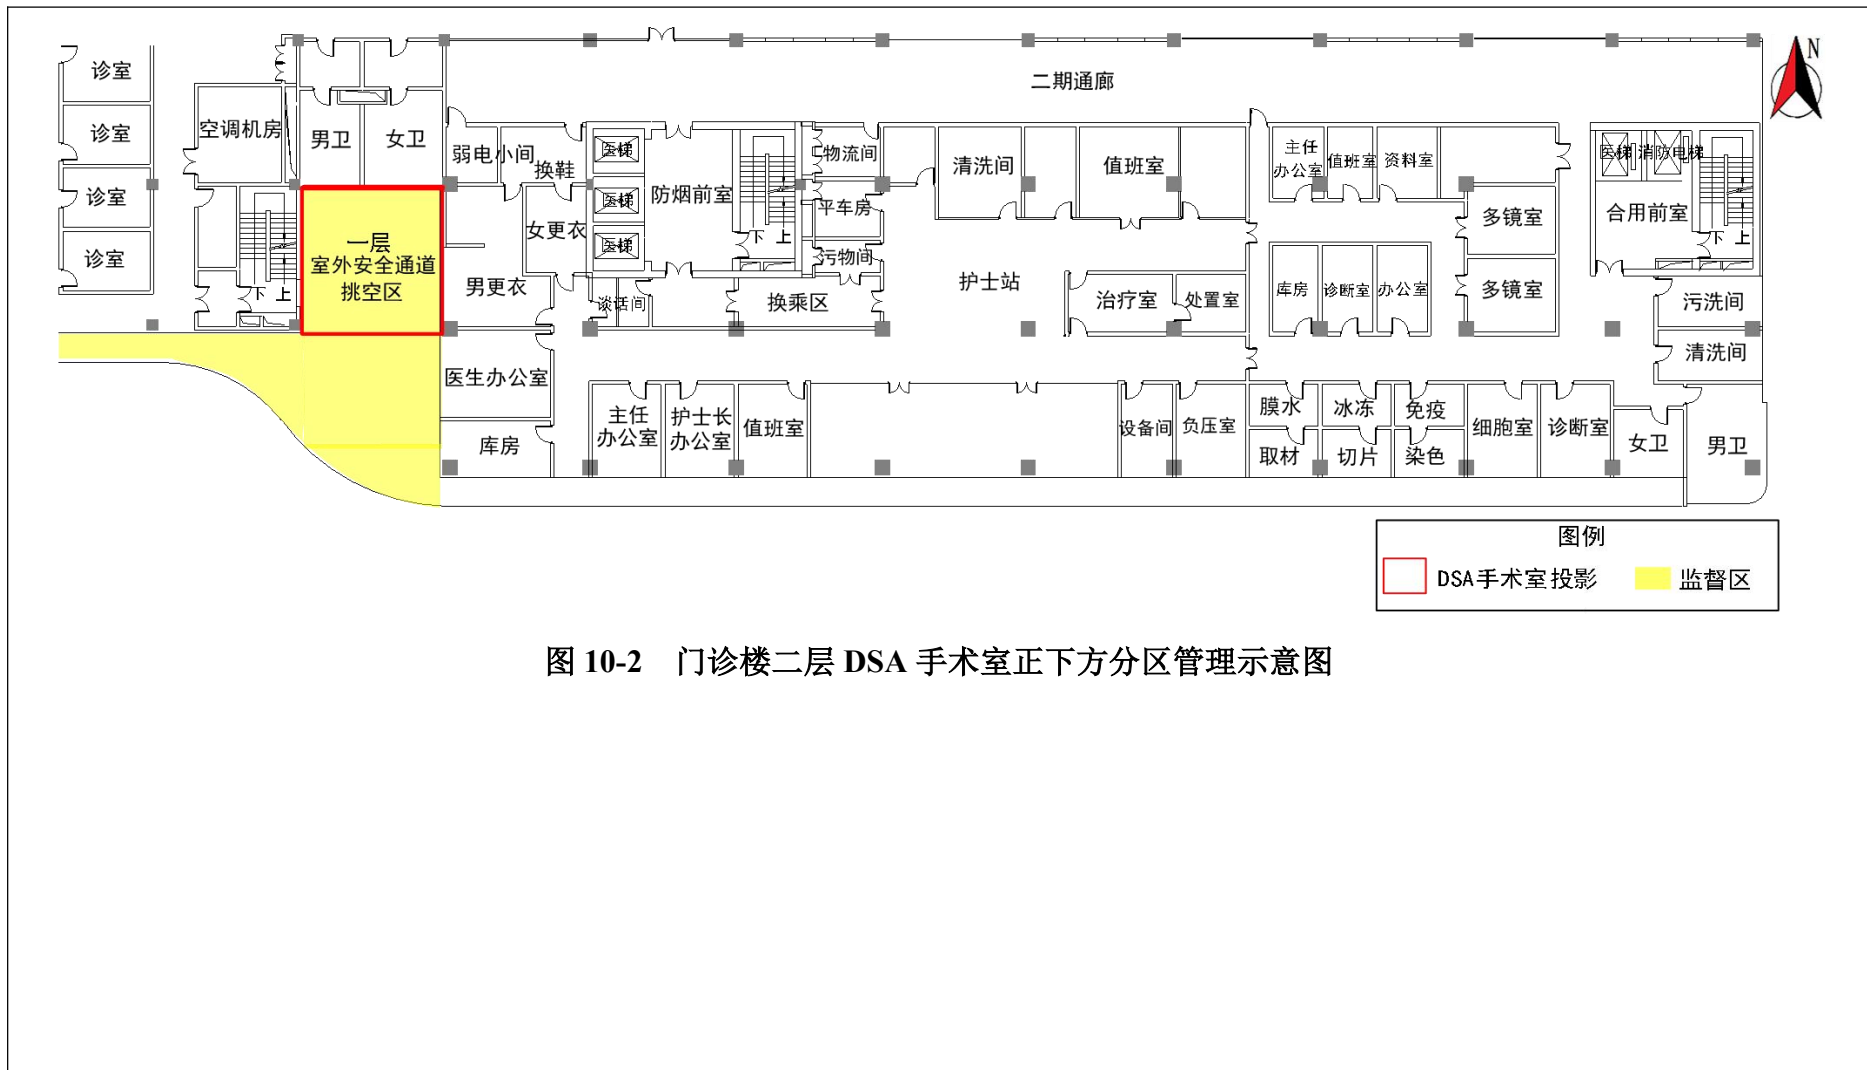 N
诊室
二期通廊
诊室
空调机房
男卫
女卫
弱电小间
换鞋
医梯
防烟前室
物流间
清洗间
值班室
主任
办公室
值班室
资料室
医梯
消防电梯
诊室
医梯
女更衣
平车房
多镜室
合用前室
下 上
下 上
一层
室外安全通道
挑空区
诊室
医梯
污物间
护士站
下 上
男更衣
谈话间
换乘区
治疗室
处置室
库房
诊断室
办公室
多镜室
污洗间
清洗间
医生办公室
主任
办公室
护士长
办公室
值班室
设备间
负压室
膜水
冰冻
免疫
细胞室
诊断室
女卫
男卫
库房
取材
切片
染色
图例
DSA手术室投影
监督区
图 10-2 门诊楼二层 DSA 手术室正下方分区管理示意图